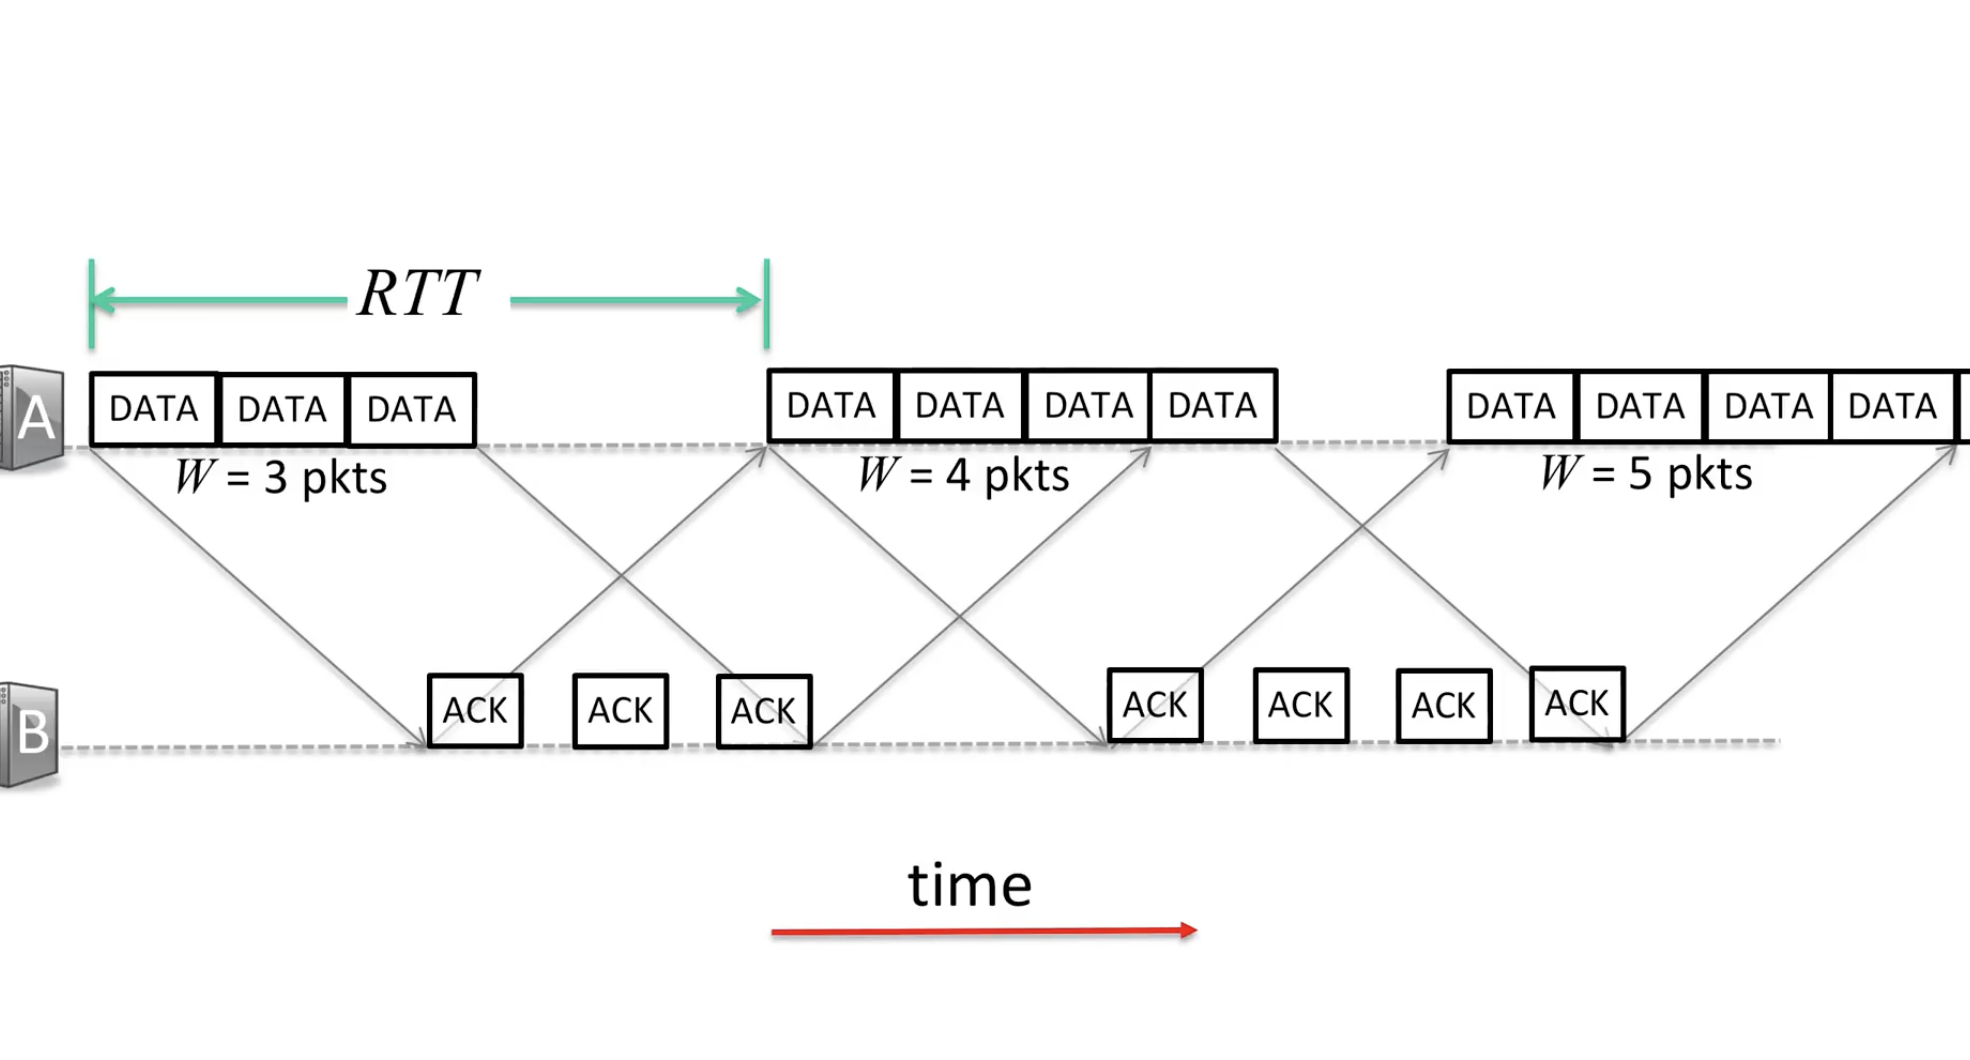 RTT
A
DATA DATA DATA DATA DATA DATA DATA DATA DATA DATA DATA
W = 3 pkts W = 4 pkts W = 5 pkts
B
ACK ACK ACK ACK ACK ACK ACK
time